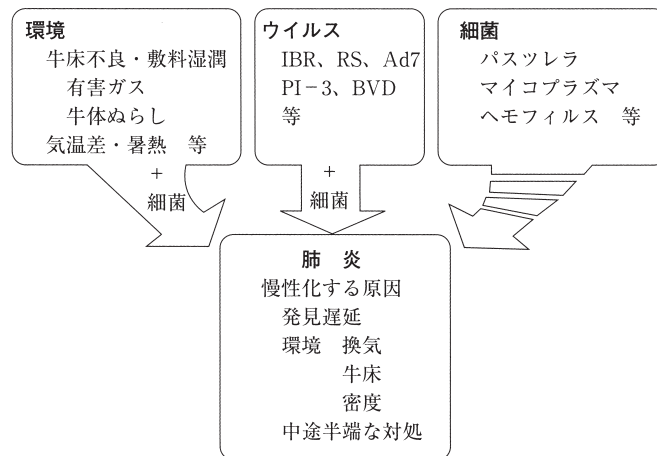 環境
牛床不良・敷料湿潤
有害ガス
牛体ぬらし
気温差・暑熱　等
+
細菌
ウイルス
IBR、RS、Ad7
PI−3、BVD
等
+
細菌
細菌
パスツレラ
マイコプラズマ
ヘモフィルス　等
肺　炎
慢性化する原因
発見遅延
環境　換気
牛床
密度
中途半端な対処